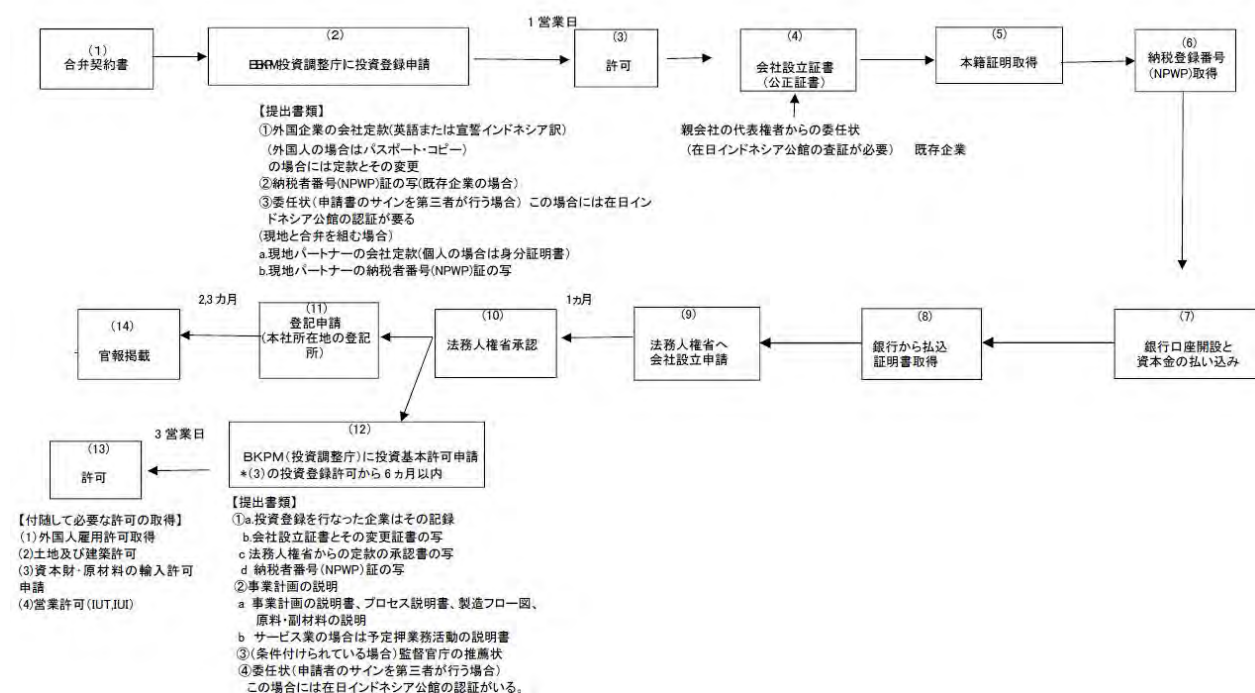 (1)
合弁契約書
(2)
BKPM投資調整庁に投資登録申請
1営業日
(3)
許可
(4)
会社設立証書
(公正証書)
(5)
本籍証明取得
(6)
納税登録番号
(NPWP)取得
【提出書類】
①外国企業の会社定款(英語または宣誓インドネシア訳)
(外国人の場合はパスポート・コピー)
の場合には定款とその変更
②納税者番号(NPWP)証の写(既存企業の場合)
③委任状(申請書のサインを第三者が行う場合) この場合には在日イン
ドネシア公館の認証が要る
(現地と合弁を組む場合)
a.現地パートナーの会社定款(個人の場合は身分証明書)
b.現地パートナーの納税者番号(NPWP)証の写
親会社の代表権者からの委任状
(在日インドネシア公館の査証が必要) 既存企業
(7)
銀行口座開設と
資本金の払い込み
(8)
銀行から払込
証明書取得
(9)
法務人権省へ
会社設立申請
1ヵ月
(10)
法務人権省承認
(11)
登記申請
(本社所在地の登記
所)
2,3カ月
(14)
官報掲載
(12)
BKPM(投資調整庁)に投資基本許可申請
*(3)の投資登録許可から6ヵ月以内
3営業日
(13)
許可
【付随して必要な許可の取得】
(1)外国人雇用許可取得
(2)土地及び建築許可
(3)資本財・原材料の輸入許可
申請
(4)営業許可(IUT,IUI)
【提出書類】
①a.投資登録を行なった企業はその記録
b.会社設立証書とその変更証書の写
c 法務人権省からの定款の承認書の写
d 納税者番号(NPWP)証の写
②事業計画の説明
a 事業計画の説明書、プロセス説明書、製造フロー図、
原料・副材料の説明
b サービス業の場合は予定押業務活動の説明書
③(条件付けられている場合)監督官庁の推薦状
④委任状(申請者のサインを第三者が行う場合)
この場合には在日インドネシア公館の認証がいる。